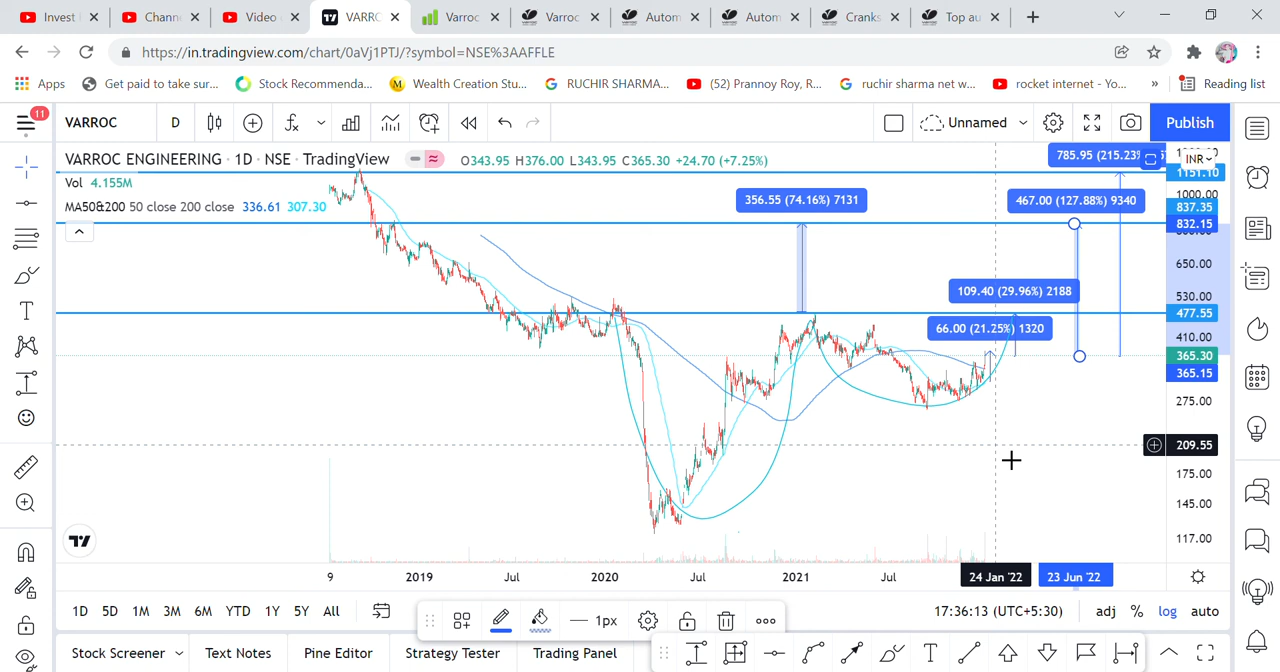 Invest
Chann
Video
VARRC
Varroc
Varroc
Autom
Autom
Cranks
Top au
https://in.tradingview.com/chart/0aVj1PTJ/?symbol=NSE%3AAFFLE
Apps
Get paid to take sur...
Stock Recommenda...
Wealth Creation Stu...
RUCHIR SHARMA...
(52) Prannoy Roy, R...
ruchir sharma net w...
rocket internet - Yo...
»
Reading list
11
VARROC
D
Unnamed
Publish
VARROC ENGINEERING · 1D · NSE · TradingView
O343.95 H376.00 L343.95 C365.30 +24.70 (+7.25%)
Vol 4.155M
MA50&200 50 close 200 close 336.61 307.30
785.95 (215.23%)
INR
1151.10
1000.00
356.55 (74.16%) 7131
467.00 (127.88%) 9340
837.35
832.15
650.00
109.40 (29.96%) 2188
530.00
477.55
66.00 (21.25%) 1320
410.00
365.30
365.15
275.00
209.55
175.00
145.00
117.00
9
2019
Jul
2020
Jul
2021
Jul
24 Jan '22
23 Jun '22
1D
5D
1M
3M
6M
YTD
1Y
5Y
All
1px
17:36:13 (UTC+5:30)
adj
%
log
auto
Stock Screener
Text Notes
Pine Editor
Strategy Tester
Trading Panel